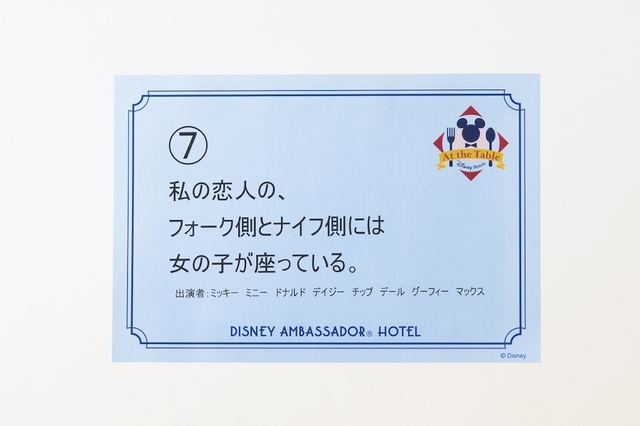 ⑦
At the Table
Disney Hotels
私の恋人の、
フォーク側とナイフ側には
女の子が座っている。
出演者：ミッキー ミニー ドナルド デイジー チップ デール グーフィー マックス
DISNEY AMBASSADOR® HOTEL
© Disney